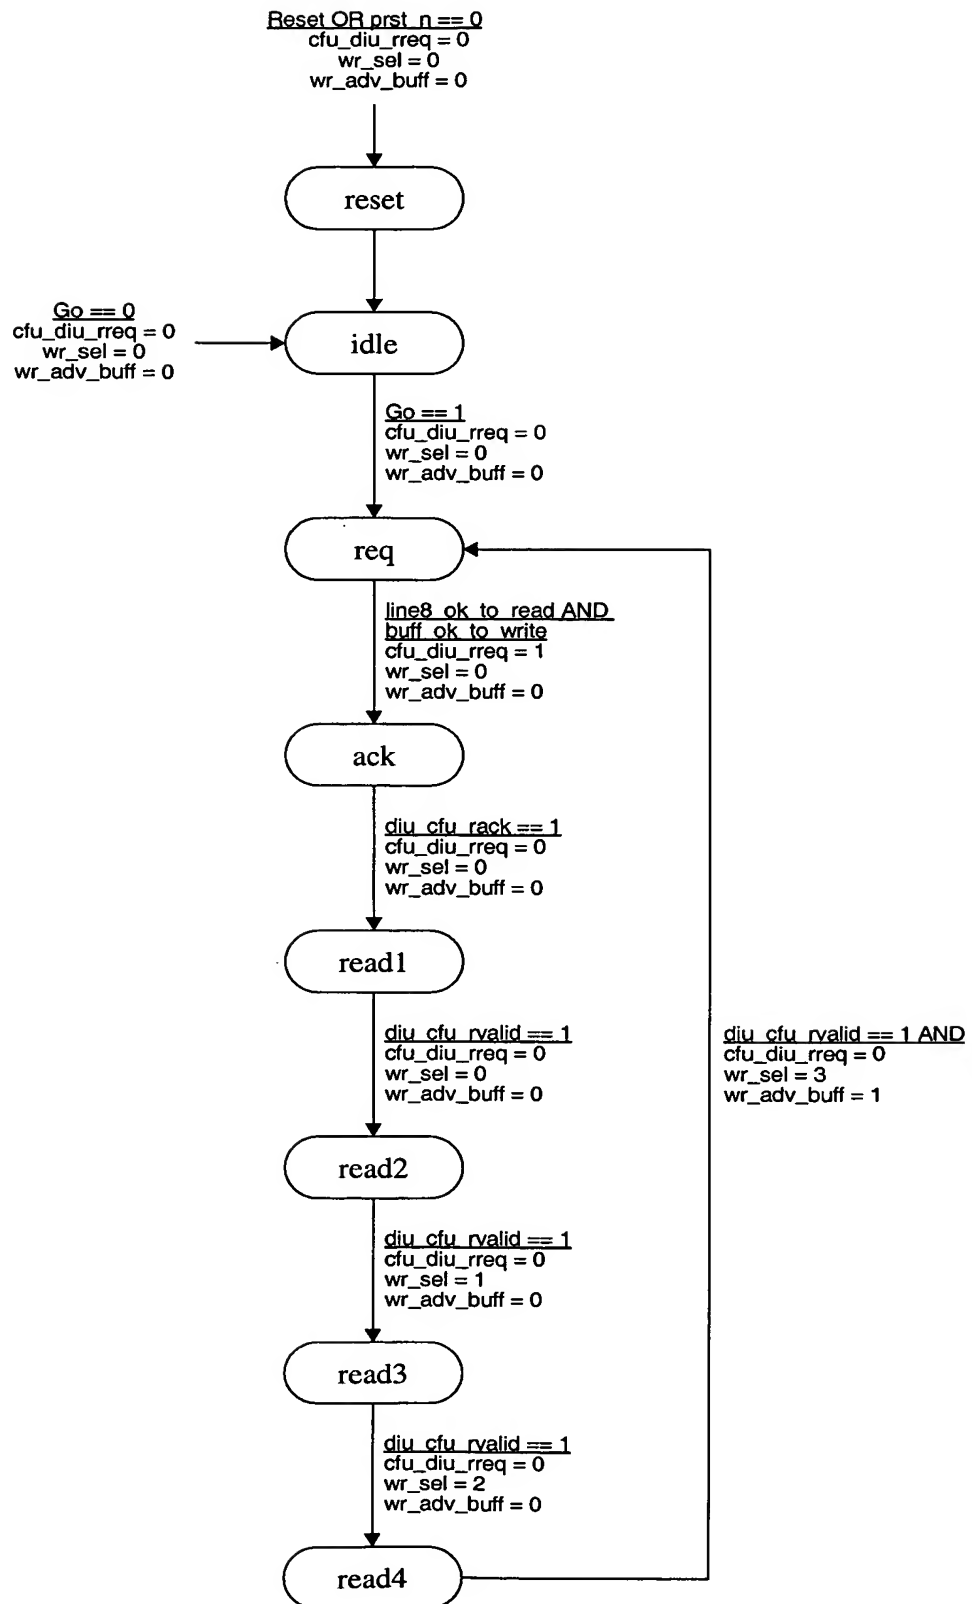 Reset OR prst_n == 0
cfu_diu_rreq = 0
wr_sel = 0
wr_adv_buff = 0
reset
Go == 0
cfu_diu_rreq = 0
wr_sel = 0
wr_adv_buff = 0
idle
Go == 1
cfu_diu_rreq = 0
wr_sel = 0
wr_adv_buff = 0
req
line8_ok_to_read AND
buff_ok_to_write
cfu_diu_rreq = 1
wr_sel = 0
wr_adv_buff = 0
ack
diu_cfu_rack == 1
cfu_diu_rreq = 0
wr_sel = 0
wr_adv_buff = 0
read1
diu_cfu_rvalid == 1
cfu_diu_rreq = 0
wr_sel = 0
wr_adv_buff = 0
diu_cfu_rvalid == 1 AND
cfu_diu_rreq = 0
wr_sel = 3
wr_adv_buff = 1
read2
diu_cfu_rvalid == 1
cfu_diu_rreq = 0
wr_sel = 1
wr_adv_buff = 0
read3
diu_cfu_rvalid == 1
cfu_diu_rreq = 0
wr_sel = 2
wr_adv_buff = 0
read4